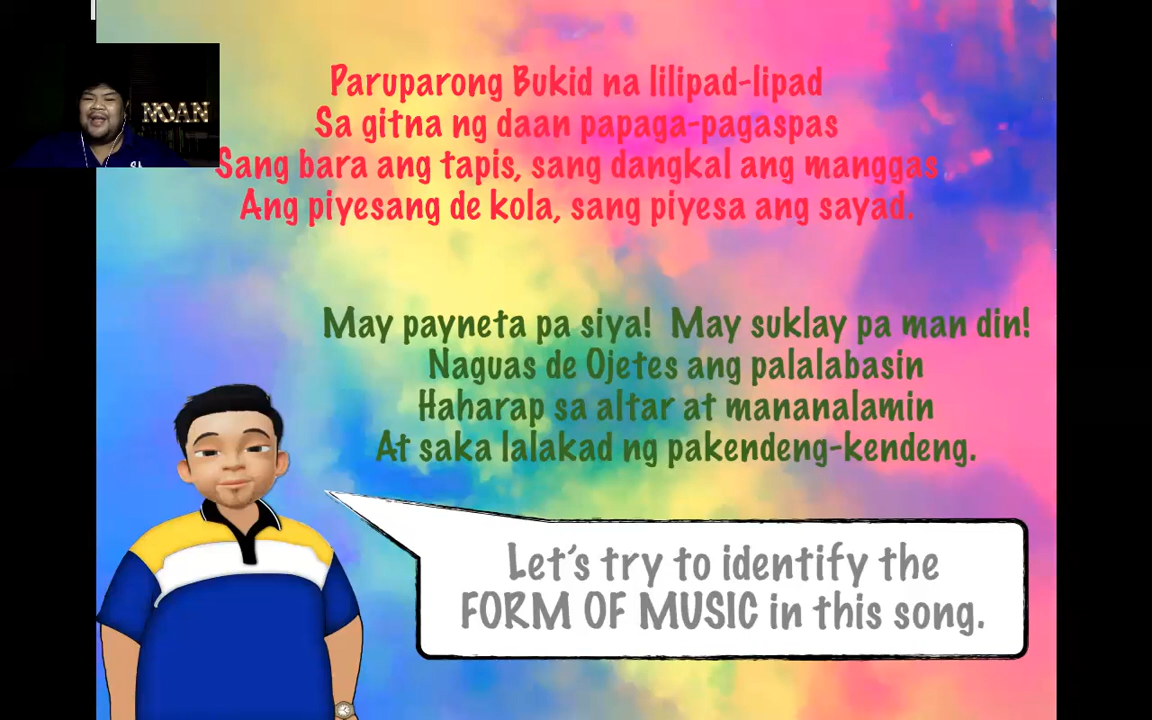 NOAN
Paruparong Bukid na lilipad-lipad
Sa gitna ng daan papaga-pagaspas
Sang bara ang tapis, sang dangkal ang manggas
Ang piyesang de kola, sang piyesa ang sayad.
May payneta pa siya! May suklay pa man din!
Naguas de Ojetes ang palalabasin
Haharap sa altar at mananalamin
At saka lalakad ng pakendeng-kendeng.
Let's try to identify the
FORM OF MUSIC in this song.